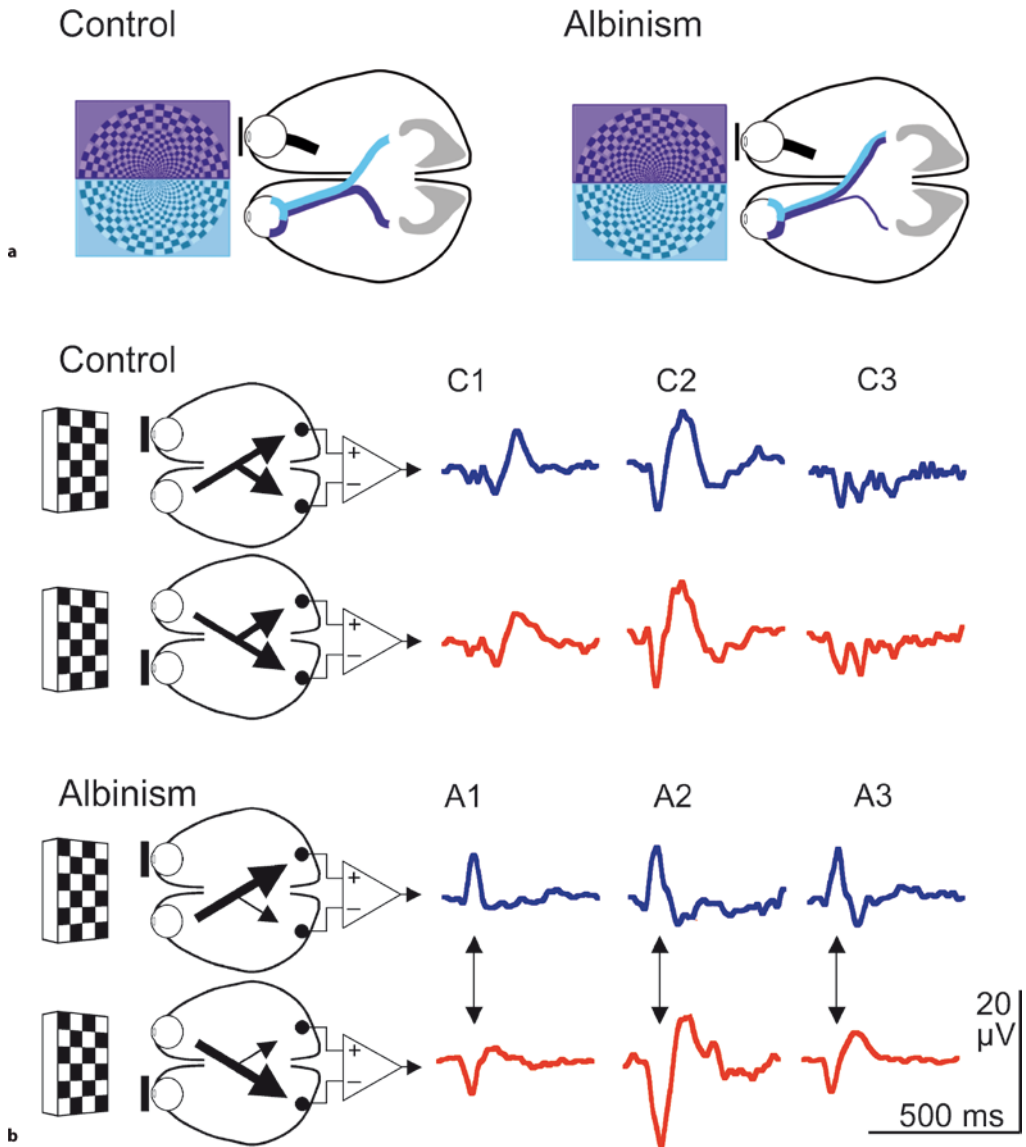 Control Albinism
a
Control
C1 C2 C3
+
−
+
−
Albinism
A1 A2 A3
+
−
+
−
20
µV
500 ms
b